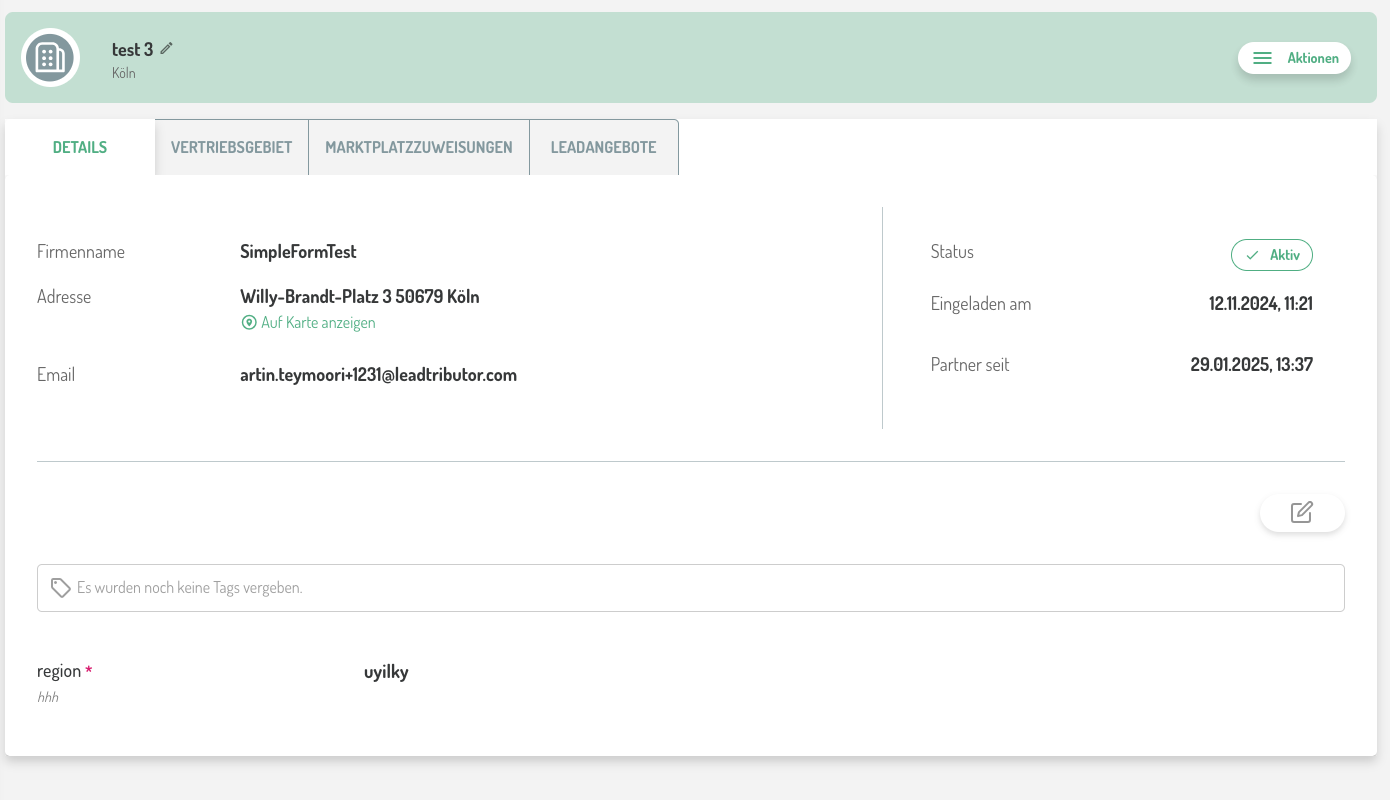 test 3
Köln
Aktionen
DETAILS
VERTRIEBSGEBIET
MARKTPLATZZUWEISUNGEN
LEADANGEBOTE
Firmenname
SimpleFormTest
Adresse
Willy-Brandt-Platz 3 50679 Köln
Auf Karte anzeigen
Email
artin.teymoori+1231@leadtributor.com
Status
Aktiv
Eingeladen am
12.11.2024, 11:21
Partner seit
29.01.2025, 13:37
Es wurden noch keine Tags vergeben.
region *
uyilky
hhh